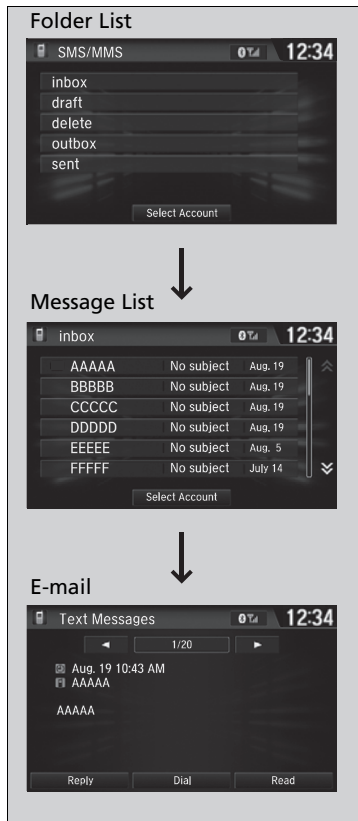 Folder List
SMS/MMS 12:34
inbox
draft
delete
outbox
sent
Select Account
Message List
inbox 12:34
AAAAA No subject Aug. 19
BBBBB No subject Aug. 19
CCCCC No subject Aug. 19
DDDDD No subject Aug. 19
EEEEE No subject Aug. 5
FFFFF No subject July 14
Select Account
E-mail
Text Messages 12:34
1/20
Aug. 19 10:43 AM
AAAAA
AAAAA
Reply Dial Read